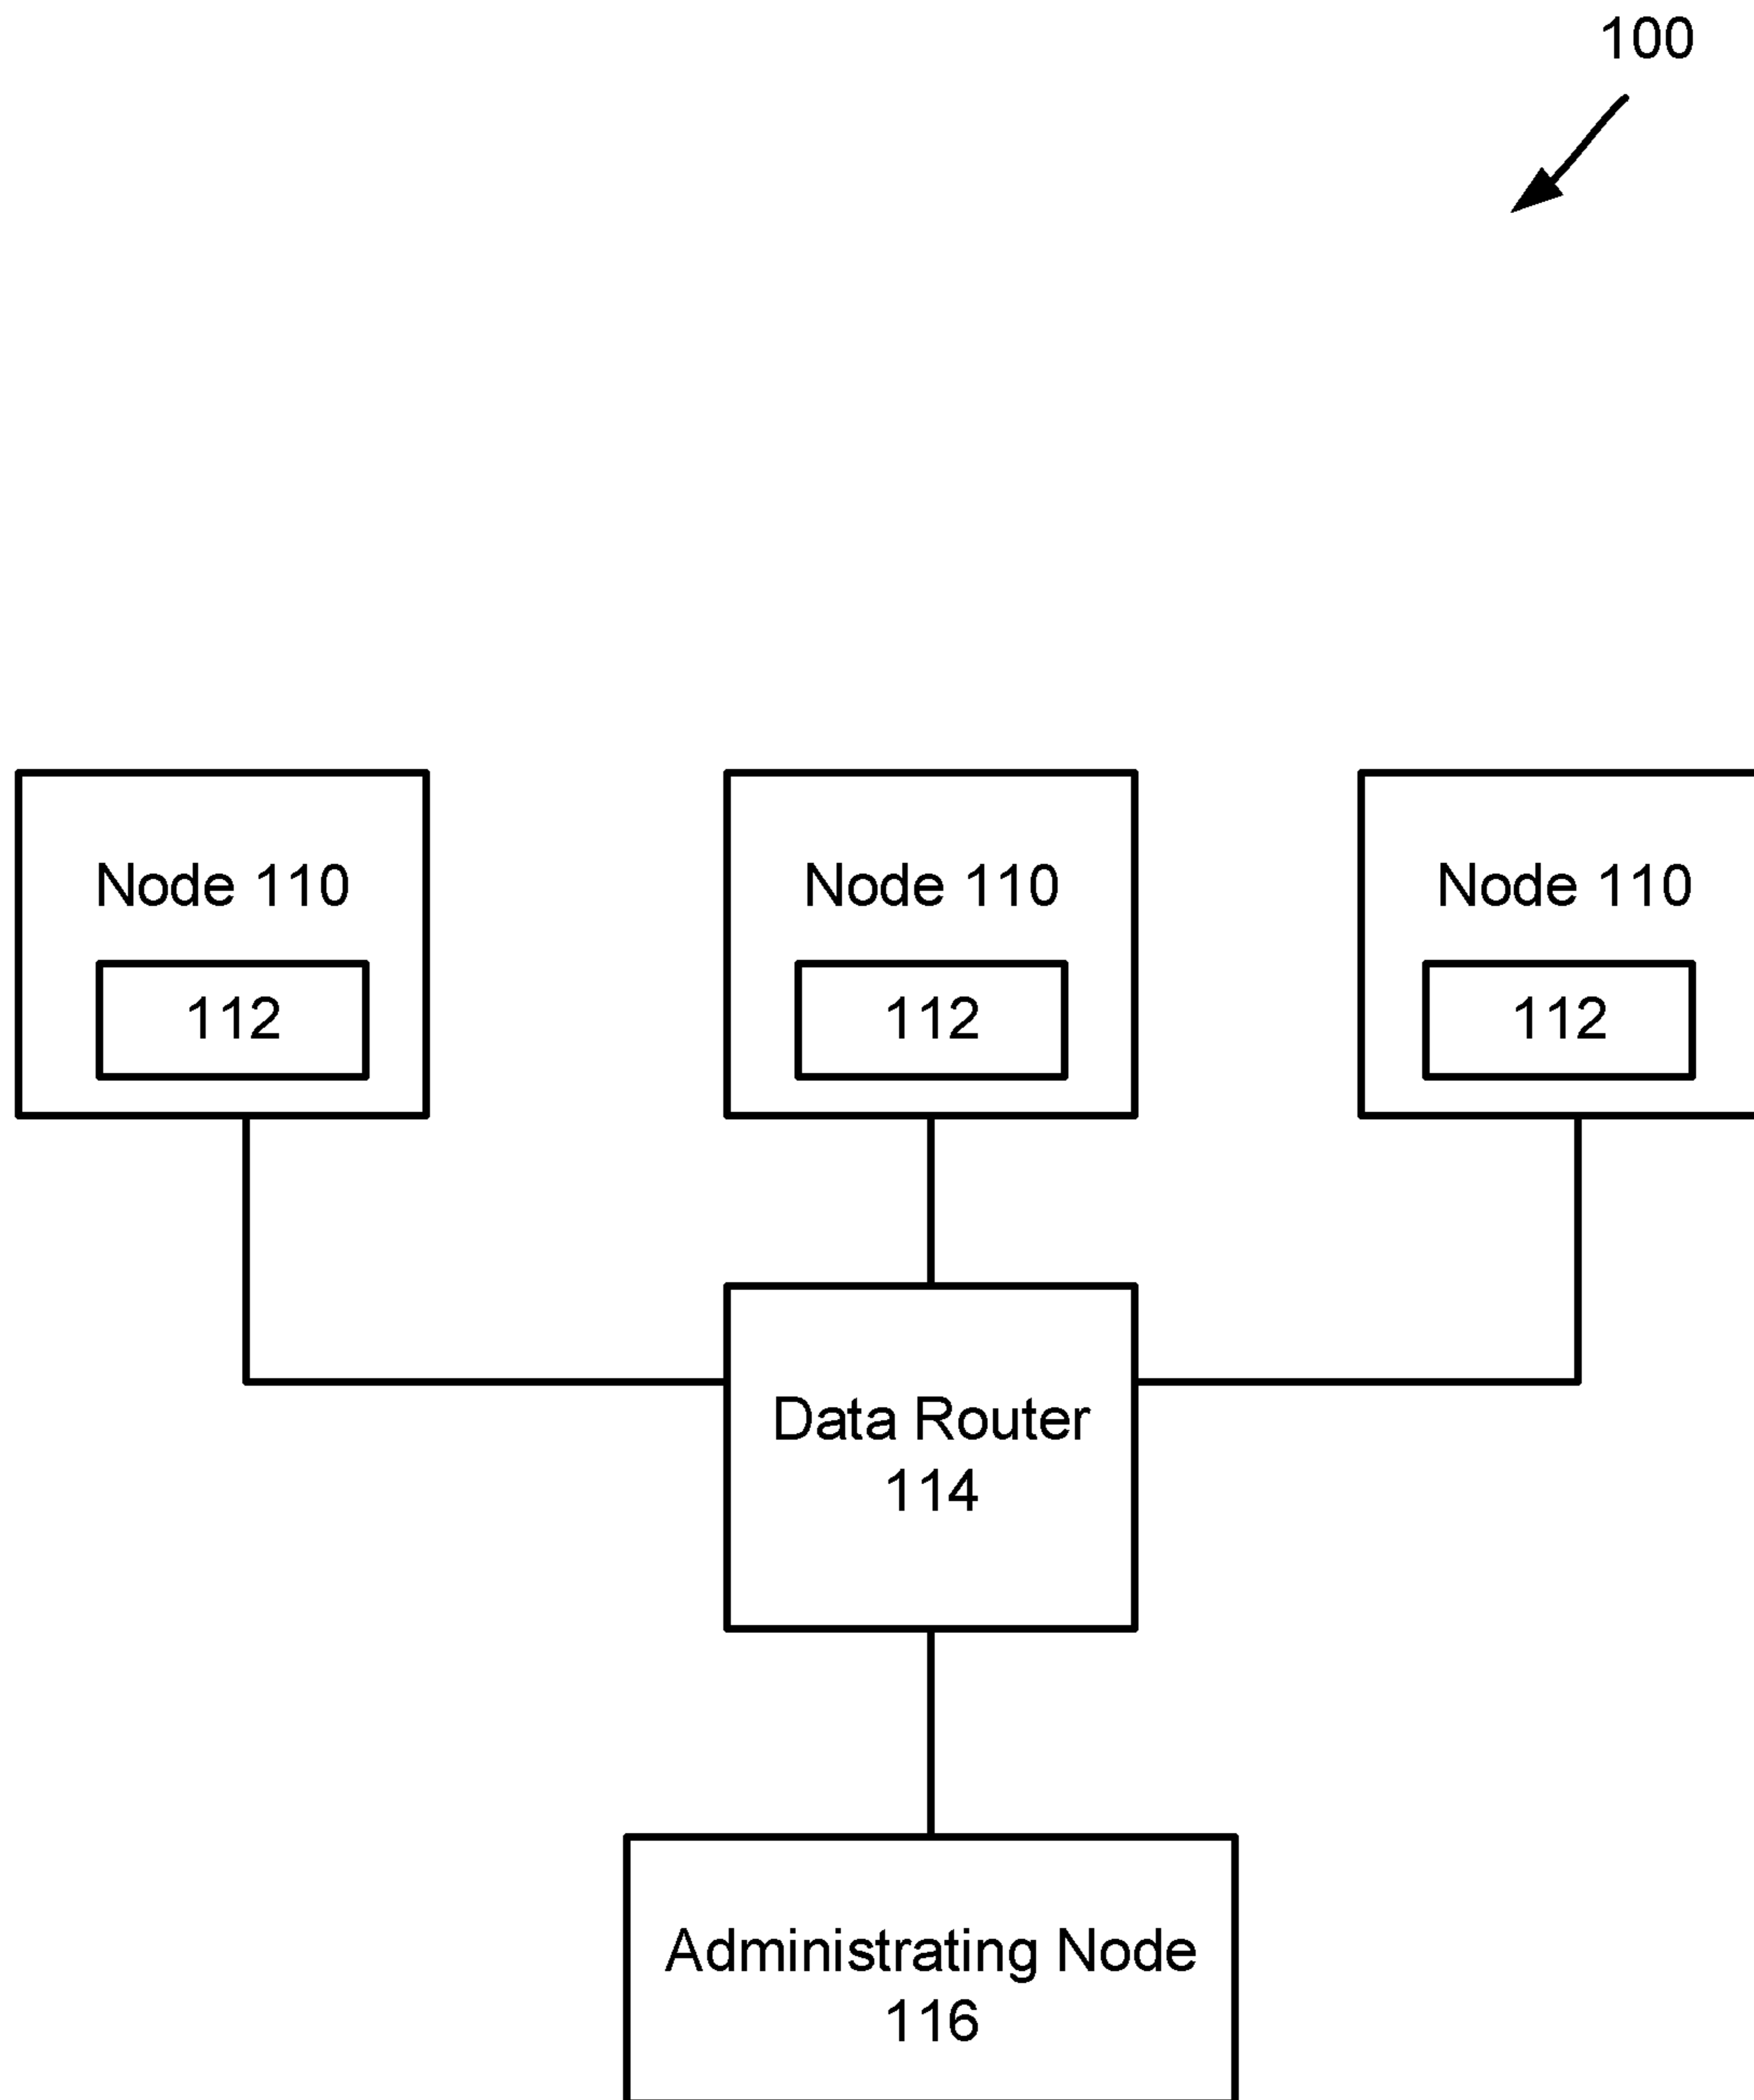 100
Node 110
112
Node 110
112
Node 110
112
Data Router
114
Administrating Node
116